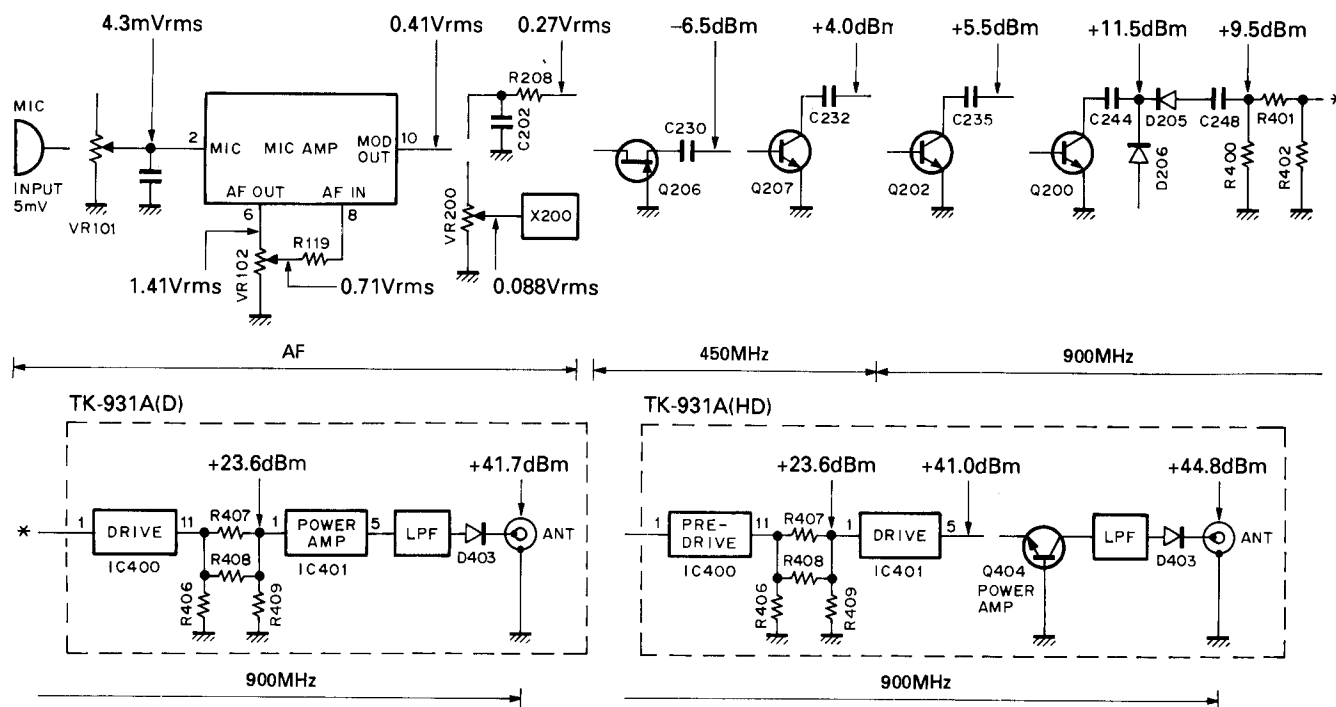 4.3mVrms
0.41Vrms
0.27Vrms
−6.5dBm
+4.0dBm
+5.5dBm
+11.5dBm
+9.5dBm
R208
C202
MIC
INPUT
5mV
VR101
2
MIC
MIC AMP
MOD
OUT
10
AF OUT
AF IN
6
8
R119
VR102
1.41Vrms
0.71Vrms
VR200
X200
0.088Vrms
C230
Q206
C232
Q207
C235
Q202
C244
Q200
D205
D206
C248
R400
R401
R402
*
AF
450MHz
900MHz
TK-931A(D)
+23.6dBm
+41.7dBm
*
1
DRIVE
11
IC400
R407
R408
R406
R409
1
POWER
AMP
5
IC401
LPF
D403
ANT
900MHz
TK-931A(HD)
+23.6dBm
+41.0dBm
+44.8dBm
1
PRE-
DRIVE
11
IC400
R407
R408
R406
R409
1
DRIVE
5
IC401
Q404
POWER
AMP
LPF
D403
ANT
900MHz